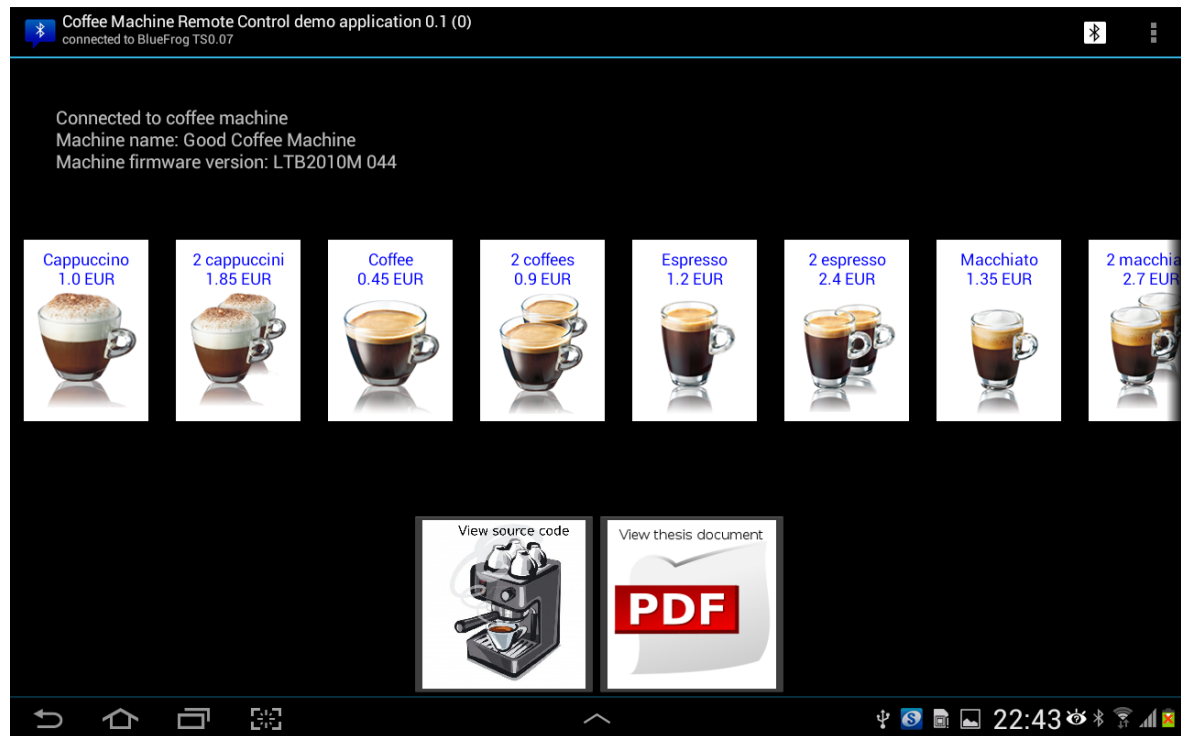 Coffee Machine Remote Control demo application 0.1 (0)
connected to BlueFrog TS0.07
Connected to coffee machine
Machine name: Good Coffee Machine
Machine firmware version: LTB2010M 044
Cappuccino
1.0 EUR
2 cappuccini
1.85 EUR
Coffee
0.45 EUR
2 coffees
0.9 EUR
Espresso
1.2 EUR
2 espresso
2.4 EUR
Macchiato
1.35 EUR
2 macchia
2.7 EUR
View source code
View thesis document
PDF
22:43